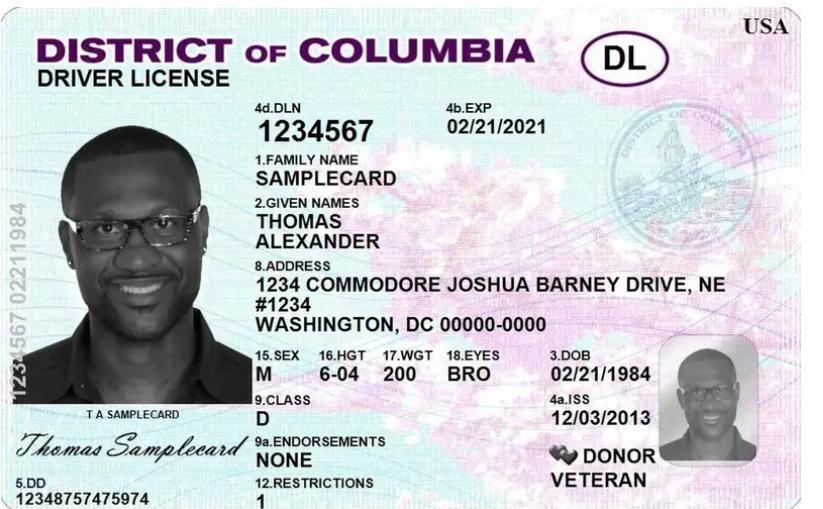 USA
DISTRICT OF COLUMBIA
DL
DRIVER LICENSE
4d.DLN 4b.EXP
1234567 02/21/2021
1.FAMILY NAME
SAMPLECARD
2.GIVEN NAMES
THOMAS
ALEXANDER
8.ADDRESS
1234 COMMODORE JOSHUA BARNEY DRIVE, NE
#1234
WASHINGTON, DC 00000-0000
15.SEX 16.HGT 17.WGT 18.EYES 3.DOB
M 6-04 200 BRO 02/21/1984
9.CLASS 4a.ISS
D 12/03/2013
9a.ENDORSEMENTS
NONE
DONOR
VETERAN
12.RESTRICTIONS
1
1234567 02211984
T A SAMPLECARD
Thomas Samplecard
5.DD
12348757475974
DISTRICT OF COLUMBIA